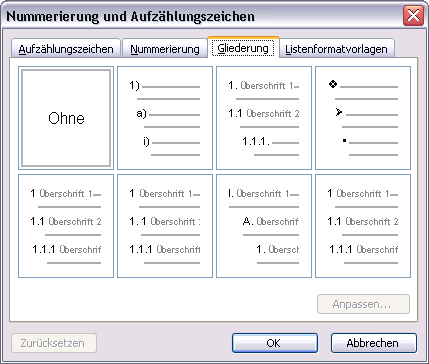 Nummerierung und Aufzählungszeichen
Aufzählungszeichen Nummerierung Gliederung Listenformatvorlagen
Ohne
1)
a)
i)
1. Überschrift 1
1.1 Überschrift 2
1.1.1.
1 Überschrift 1
1.1 Überschrift 2
1.1.1 Überschrif
1 Überschrift 1
1.1 Überschrift
1.1.1 Überschrif
I. Überschrift 1
A. Überschrif
1. Übersch
1 Überschrift 1
1.1 Überschrift 2
1.1.1 Überschrif
Anpassen...
Zurücksetzen OK Abbrechen